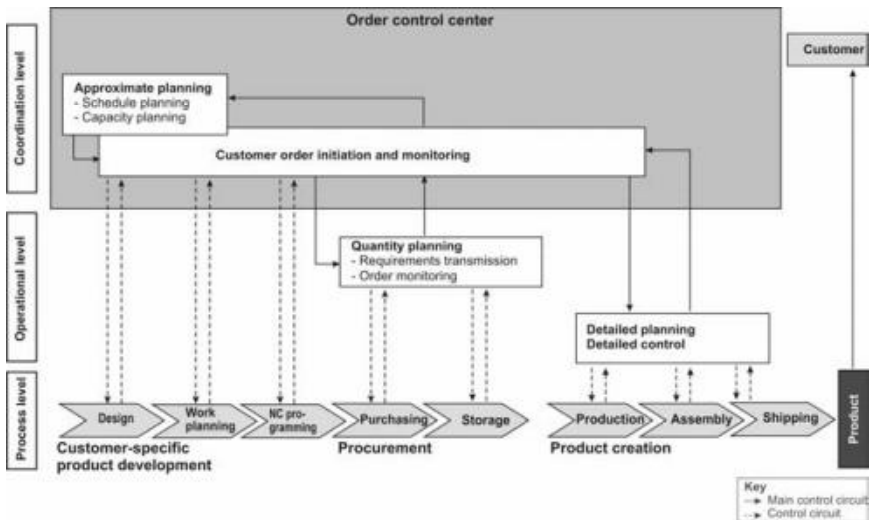 Order control center
Customer
Coordination level
Approximate planning
- Schedule planning
- Capacity planning
Customer order initiation and monitoring
Operational level
Quantity planning
- Requirements transmission
- Order monitoring
Detailed planning
Detailed control
Process level
Design
Work
planning
NC pro-
gramming
Purchasing
Storage
Production
Assembly
Shipping
Product
Customer-specific
product development
Procurement
Product creation
Key
Main control circuit
Control circuit